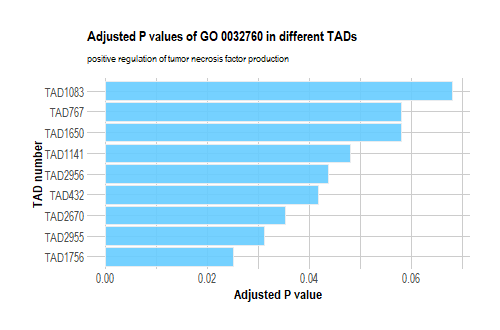 Adjusted P values of GO 0032760 in different TADs
positive regulation of tumor necrosis factor production
TAD number
TAD1083
TAD767
TAD1650
TAD1141
TAD2956
TAD432
TAD2670
TAD2955
TAD1756
0.00 0.02 0.04 0.06
Adjusted P value